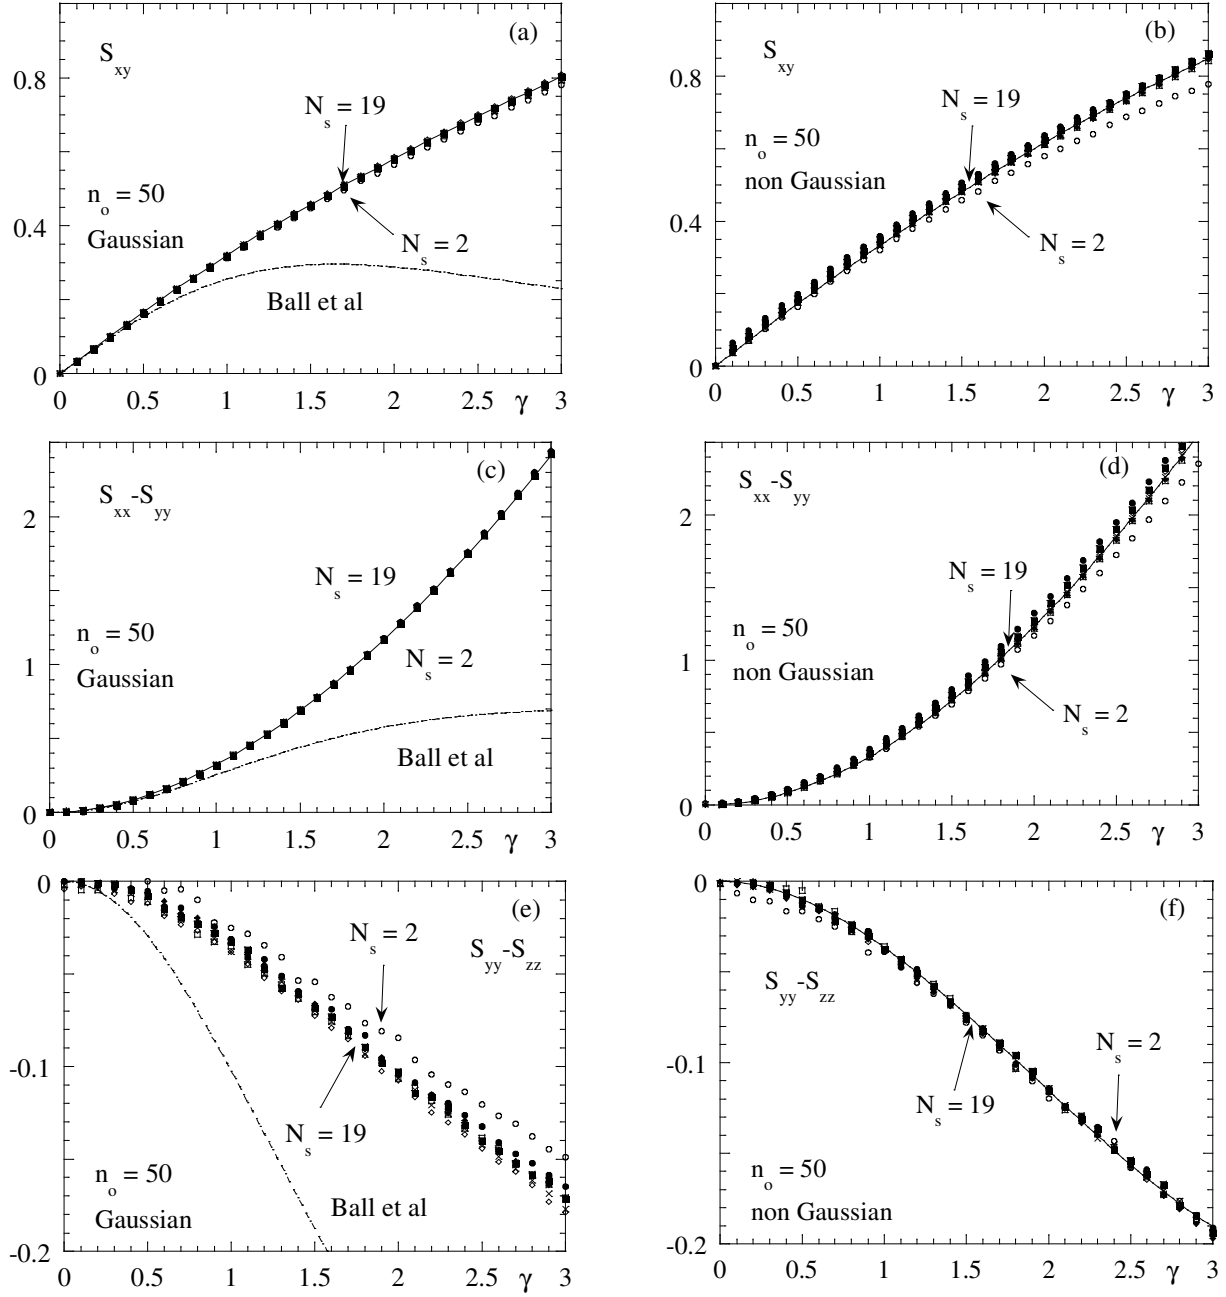 (a)
S_xy
0.8
N_s = 19
n_o = 50
Gaussian
0.4
N_s = 2
Ball et al
0
0 0.5 1 1.5 2 2.5 γ 3
(b)
S_xy
0.8
N_s = 19
n_o = 50
non Gaussian
0.4
N_s = 2
0
0 0.5 1 1.5 2 2.5 γ 3
(c)
S_xx-S_yy
2
N_s = 19
n_o = 50
Gaussian
N_s = 2
1
Ball et al
0
0 0.5 1 1.5 2 2.5 γ 3
(d)
S_xx-S_yy
2
N_s = 19
n_o = 50
non Gaussian
1
N_s = 2
0
0 0.5 1 1.5 2 2.5 γ 3
0
(e)
N_s = 2
S_yy-S_zz
-0.1
N_s = 19
n_o = 50
Gaussian
Ball et al
-0.2
0 0.5 1 1.5 2 2.5 γ 3
0
(f)
S_yy-S_zz
-0.1
N_s = 2
N_s = 19
n_o = 50
non Gaussian
-0.2
0 0.5 1 1.5 2 2.5 γ 3